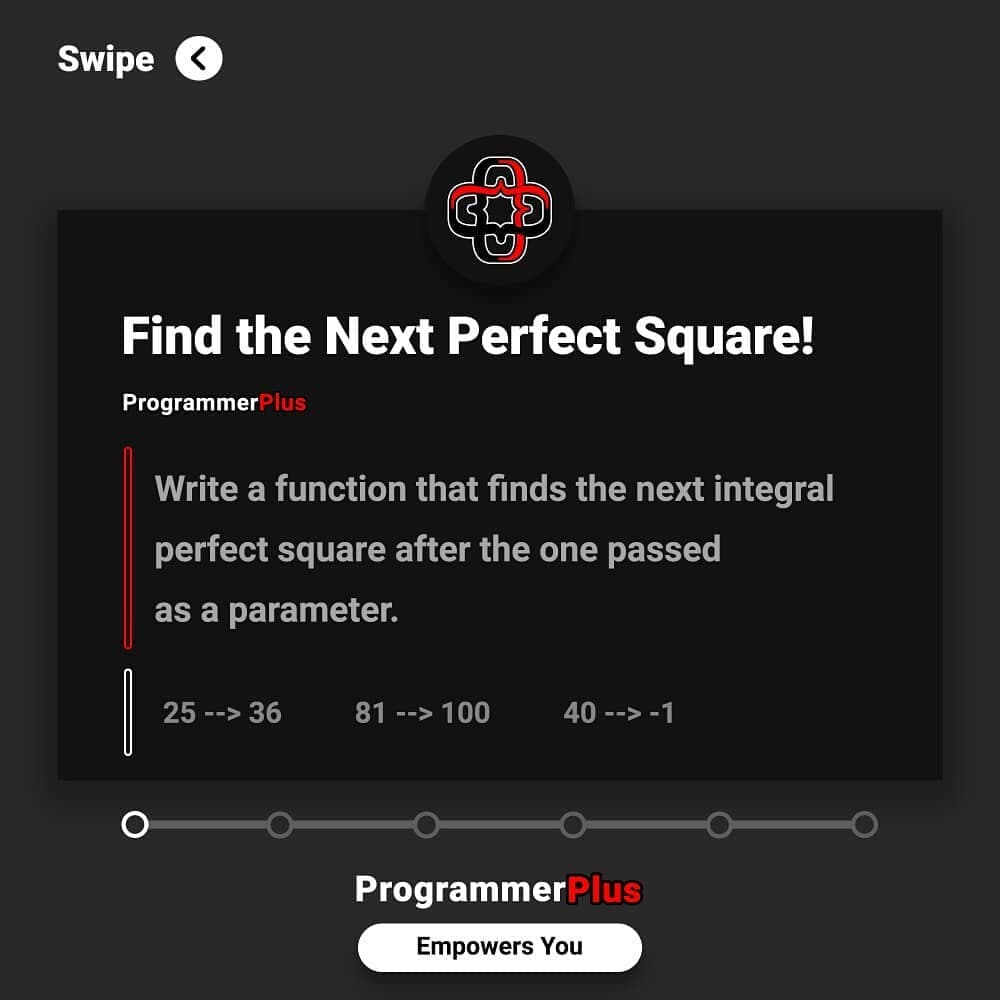 Swipe
Find the Next Perfect Square!
ProgrammerPlus
Write a function that finds the next integral
perfect square after the one passed
as a parameter.
25 --> 36 81 --> 100 40 --> -1
ProgrammerPlus
Empowers You